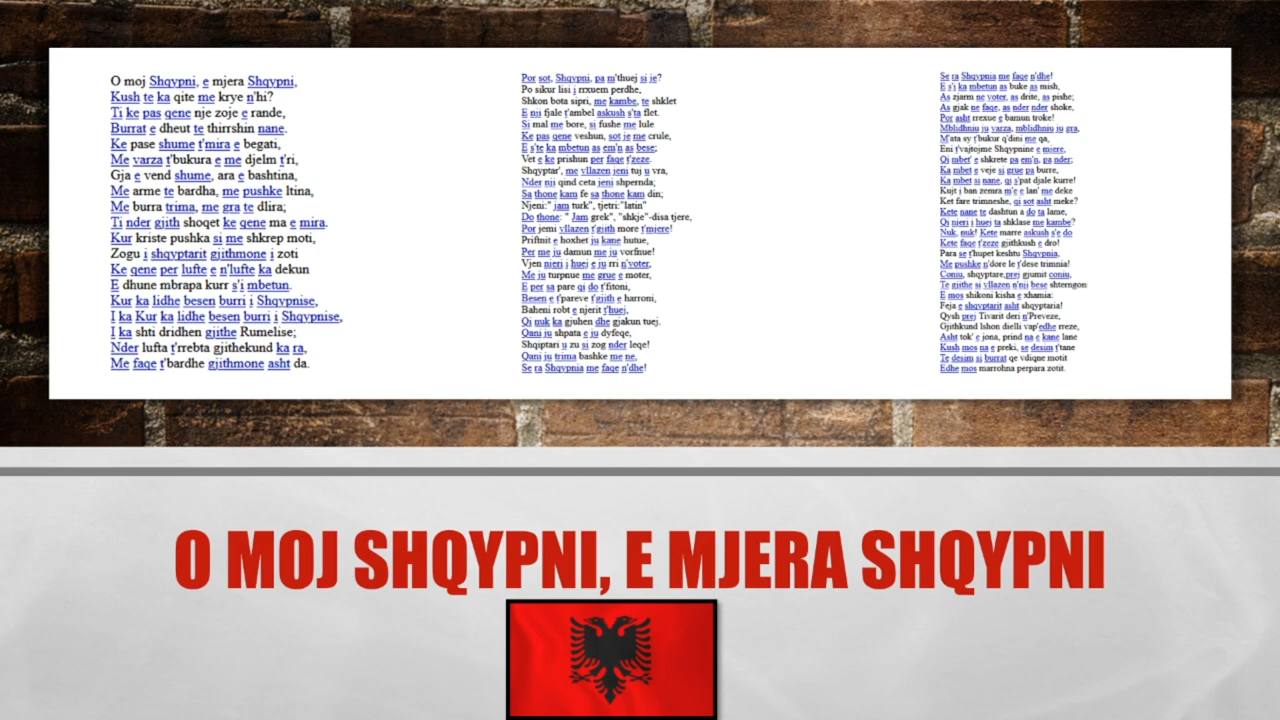 O moj Shqypni, e mjera Shqypni,
Kush te ka qite me krye n'hi?
Ti ke pas qene nje zoje e rande,
Burrat e dheut te thirrshin nane.
Ke pase shume t'mira e begati,
Me varza t'bukura e me djelm t'ri,
Gja e vend shume, ara e bashtina,
Me arme te bardha, me pushke ltina,
Me burra trima, me gra te dlira;
Ti nder gjith shoqet ke qene ma e mira.
Kur kriste pushka si me shkrep moti,
Zogu i shqyptarit gjithmone i zoti
Ke qene per lufte e n'lufte ka dekun
E dhune mbrapa kurr s'i mbetun.
Kur ka lidhe besen burri i Shqypnise,
I ka Kur ka lidhe besen burri i Shqypnise,
I ka shti dridhen gjithe Rumelise;
Nder lufta t'rrebta gjithekund ka ra,
Me faqe t'bardhe gjithmone asht da.
Por sot, Shqypni, pa m'thuej si je?
Po sikur lisi i rrxuem perdhe,
Shkon bota sipri, me kambe, te shklet
E nji fjale t'ambel askush s'ta flet.
Si mal me bore, si fushe me lule
Ke pas qene veshun, sot je me crule,
E s'te ka mbetun as em'n as bese;
Vet e ke prishun per faqe t'zeze.
Shqyptar', me vllazen jeni tuj u vra,
Nder nji qind ceta jeni shpernda;
Sa thone kam fe sa thone kam din;
Njeni:" jam turk", tjetri:"latin"
Do thone: " Jam grek", "shkje"-disa tjere,
Por jemi vllazen t'gjith more t'mjere!
Priftnit e hoxhet ju kane hutue,
Per me ju damun me ju vorfnue!
Vjen njeri i huej e ju rri n'voter,
Me ju turpnue me grue e moter,
E per sa pare qi do t'fitoni,
Besen e t'pareve t'gjith e harroni,
Baheni robt e njerit t'huej,
Qi nuk ka gjuhen dhe gjakun tuej.
Qani ju shpata e ju dyfeqe,
Shqiptari u zu si zog nder leqe!
Qani ju trima bashke me ne,
Se ra Shqypnia me faqe n'dhe!
Se ra Shqypnia me faqe n'dhe!
E s'i ka mbetun as buke as mish,
As zjarm ne voter, as drite, as pishe;
As gjak ne faqe, as nder nder shoke,
Por asht rrexue e bamun troke!
Mblidhniu ju varza, mblidhniu ju gra,
M'ata sy t'bukur q'dini me qa,
Eni t'vajtojme Shqypnine e mjere,
Qi mbet' e shkrete pa em'n, pa nder;
Ka mbet e veje si grue pa burre,
Ka mbet si nane, qi s'pat djale kurre!
Kujt i ban zemra m'e e lan' me deke
Ket fare trimneshe, qi sot asht meke?
Kete nane te dashtun a do ta lame,
Qi njeri i huej ta shklase me kambe?
Nuk, nuk! Kete marre askush s'e do
Kete faqe t'zeze gjithkush e dro!
Para se t'hupet keshtu Shqypnia,
Me pushke n'dore le t'dese trimnia!
Coniu, shqyptare,prej gjumit coniu,
Te gjithe si vllazen n'nji bese shterngon
E mos shikoni kisha e xhamia:
Feja e shqyptarit asht shqyptaria!
Qysh prej Tivarit deri n'Preveze,
Gjithkund lshon dielli vap'edhe rreze,
Asht tok' e jona, prind na e kane lane
Kush mos na e preki, se desim t'tane
Te desim si burrat qe vdiqne motit
Edhe mos marrohna perpara zotit.
O MOJ SHQYPNI, E MJERA SHQYPNI